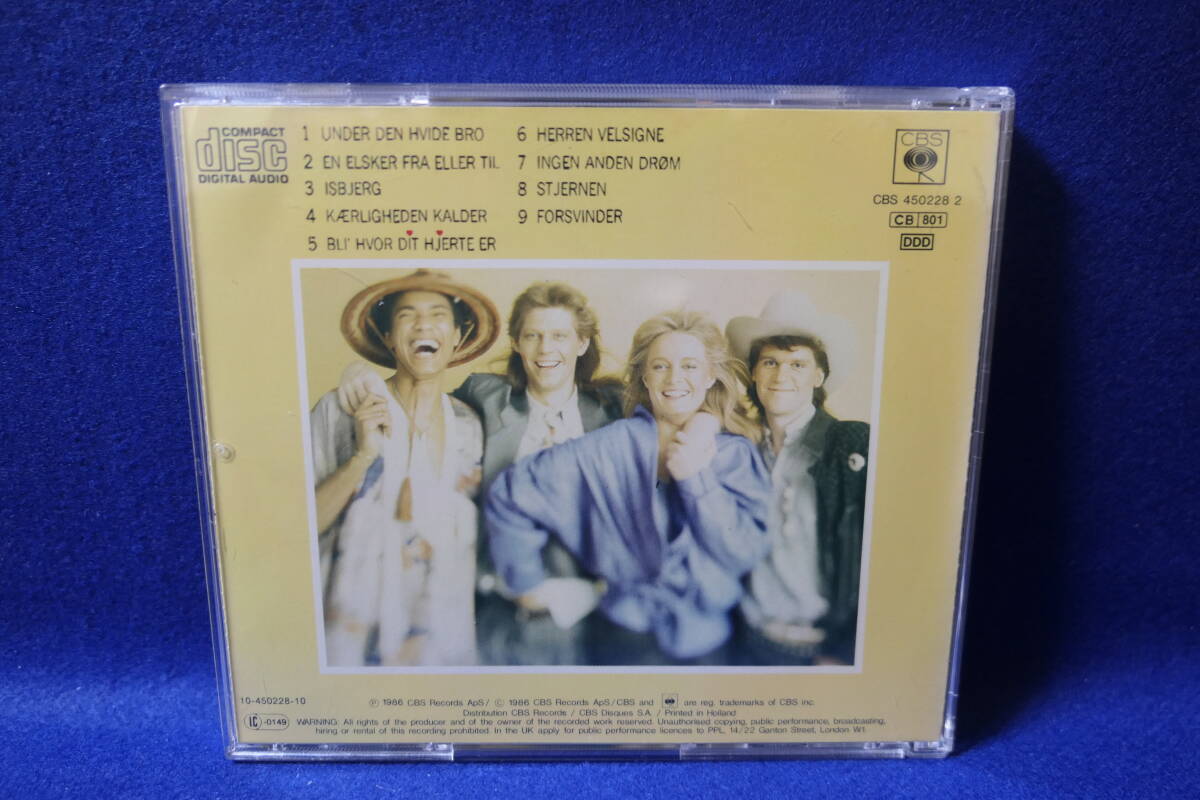 COMPACT
disc
DIGITAL AUDIO
1 UNDER DEN HVIDE BRO
2 EN ELSKER FRA ELLER TIL
3 ISBJERG
4 KÆRLIGHEDEN KALDER
5 BLI' HVOR DIT HJERTE ER
6 HERREN VELSIGNE
7 INGEN ANDEN DRØM
8 STJERNEN
9 FORSVINDER
CBS
CBS 450228 2
CB 801
DDD
10-450228-10
Ⓟ 1986 CBS Records ApS/ © 1986 CBS Records ApS/CBS and are reg. trademarks of CBS inc.
Distribution CBS Records / CBS Disques S.A. / Printed in Holland
IC-0149 WARNING: All rights of the producer and of the owner of the recorded work reserved. Unauthorised copying, public performance, broadcasting,
hiring or rental of this recording prohibited. In the UK apply for public performance licences to PPL, 14/22 Ganton Street, London W1.